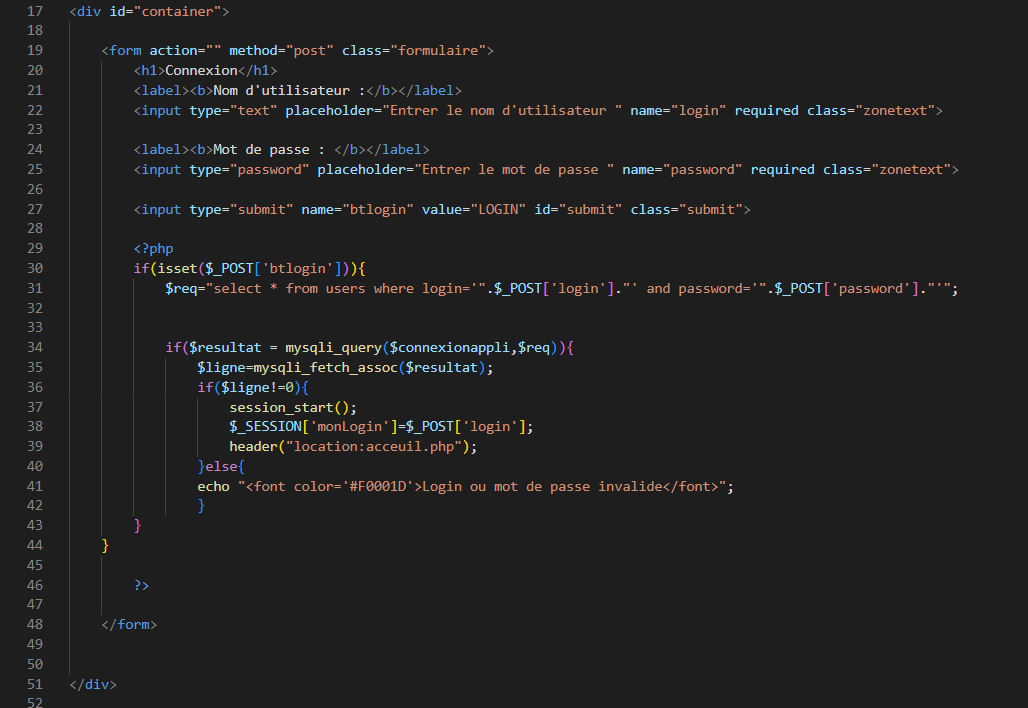 17 <div id="container">
18
19 <form action="" method="post" class="formulaire">
20 <h1>Connexion</h1>
21 <label><b>Nom d'utilisateur :</b></label>
22 <input type="text" placeholder="Entrer le nom d'utilisateur " name="login" required class="zonetext">
23
24 <label><b>Mot de passe : </b></label>
25 <input type="password" placeholder="Entrer le mot de passe " name="password" required class="zonetext">
26
27 <input type="submit" name="btlogin" value="LOGIN" id="submit" class="submit">
28
29 <?php
30 if(isset($_POST['btlogin'])){
31 $req="select * from users where login='".$_POST['login']."' and password='".$_POST['password']."'";
32
33
34 if($resultat = mysqli_query($connexionappli,$req)){
35 $ligne=mysqli_fetch_assoc($resultat);
36 if($ligne!=0){
37 session_start();
38 $_SESSION['monLogin']=$_POST['login'];
39 header("location:acceuil.php");
40 }else{
41 echo "<font color='#F0001D'>Login ou mot de passe invalide</font>";
42 }
43 }
44 }
45
46 ?>
47
48 </form>
49
50
51 </div>
52